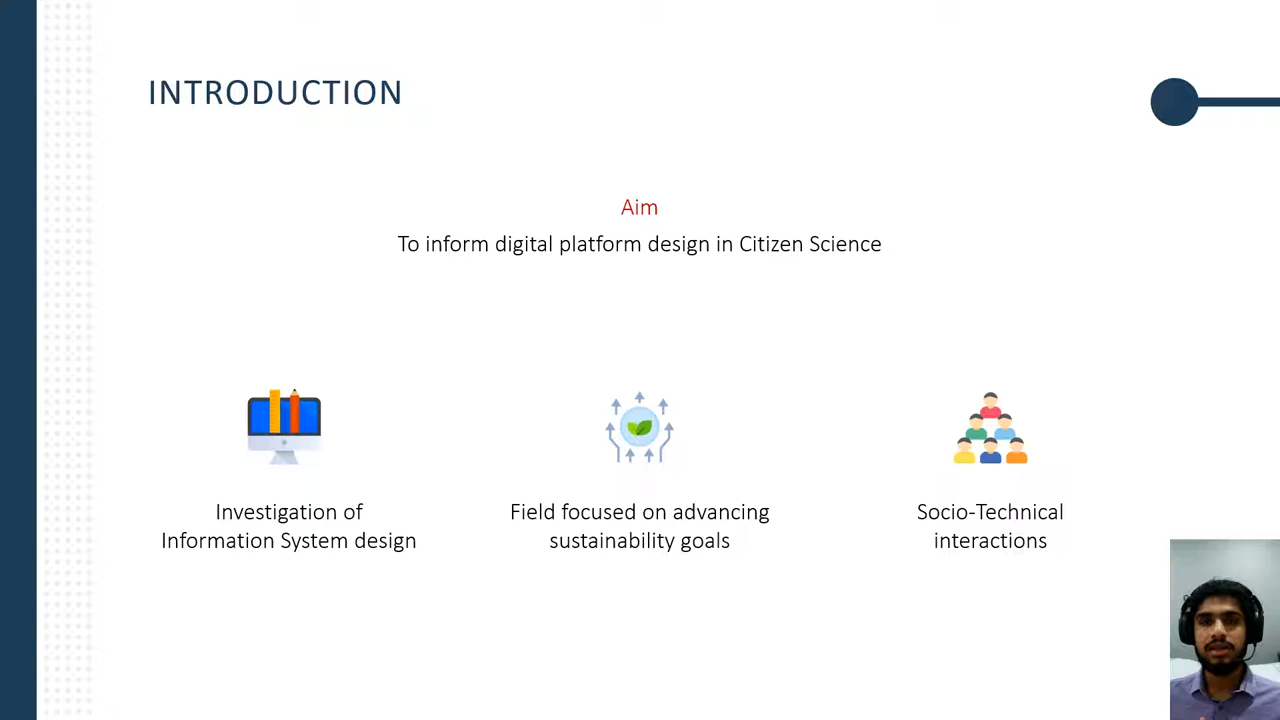 INTRODUCTION
Aim
To inform digital platform design in Citizen Science
Investigation of
Information System design
Field focused on advancing
sustainability goals
Socio-Technical
interactions